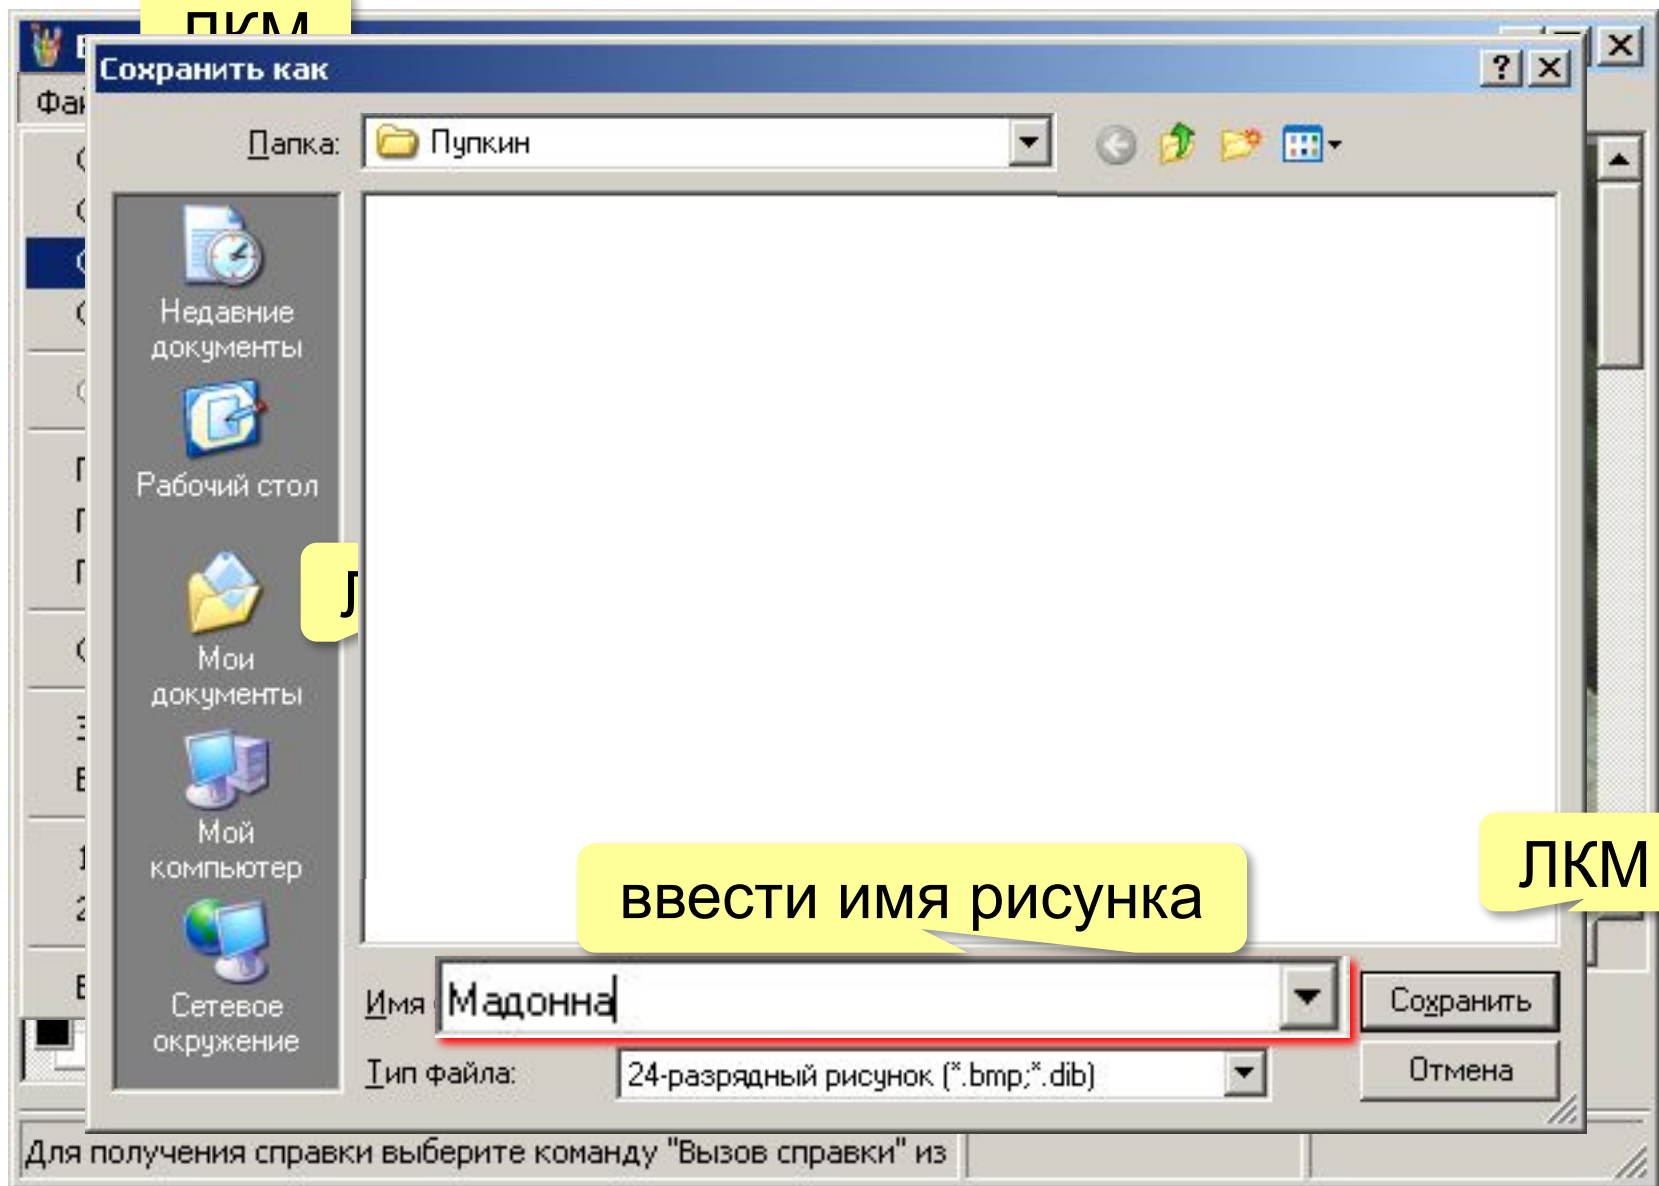 ЛКМ
Сохранить как
Папка:
Пупкин
Недавние
документы
Рабочий стол
Мои
документы
Мой
компьютер
Сетевое
окружение
ЛКМ
ввести имя рисунка
Имя
Мадонна
Сохранить
Тип файла:
24-разрядный рисунок (*.bmp;*.dib)
Отмена
Для получения справки выберите команду "Вызов справки" из